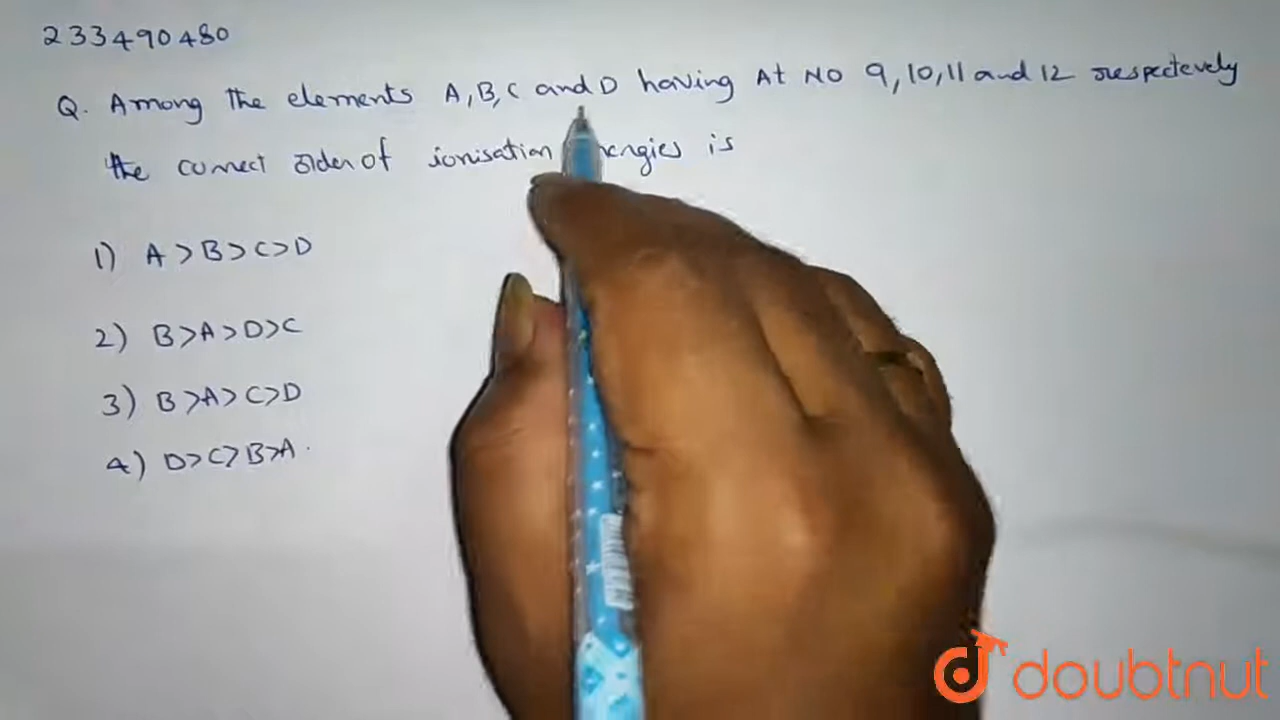 233490480
Q. Among the elements A, B, C and D having At NO 9, 10, 11 and 12 respectevely
the correct order of ionisation energies is
1) A > B > C > D
2) B > A > D > C
3) B > A > C > D
4) D > C > B > A.
doubtnut